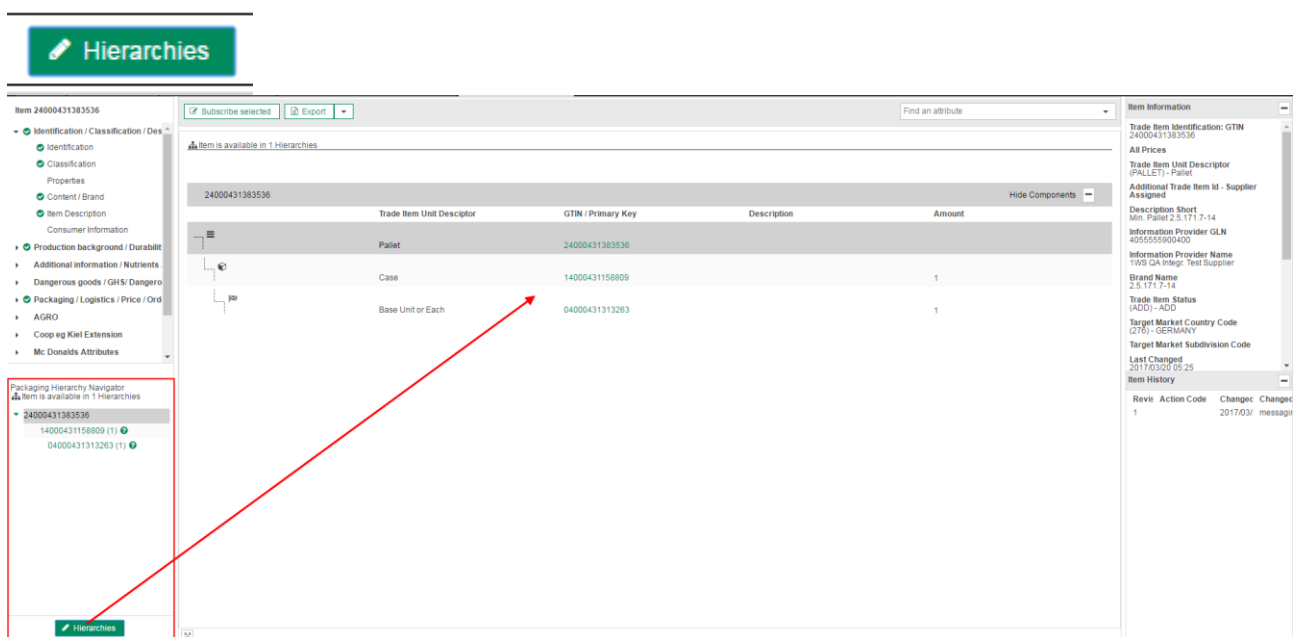 Hierarchies
Item 24000431383536
Identification / Classification / Des
Identification
Classification
Properties
Content / Brand
Item Description
Consumer Information
Production background / Durabilit
Additional information / Nutrients
Dangerous goods / GHS/ Dangero
Packaging / Logistics / Price / Ord
AGRO
Coop eg Kiel Extension
Mc Donalds Attributes
Packaging Hierarchy Navigator
Item is available in 1 Hierarchies
24000431383536
14000431158809 (1)
04000431313263 (1)
Hierarchies
Subscribe selected Export Find an attribute
Item is available in 1 Hierarchies
24000431383536 Hide Components
Trade Item Unit Desciptor GTIN / Primary Key Description Amount
Pallet 24000431383536
Case 14000431158809 1
Base Unit or Each 04000431313263 1
Item Information
Trade Item Identification: GTIN
24000431383536
All Prices
Trade Item Unit Descriptor
(PALLET) - Pallet
Additional Trade Item Id - Supplier
Assigned
Description Short
Min. Pallet 2.5.171.7-14
Information Provider GLN
4055555900400
Information Provider Name
1WS QA Integr. Test Supplier
Brand Name
2.5.171.7-14
Trade Item Status
(ADD) - ADD
Target Market Country Code
(276) - GERMANY
Target Market Subdivision Code
Last Changed
2017/03/20 05:25
Item History
Revis Action Code Changed Changed
1 2017/03/ messagin